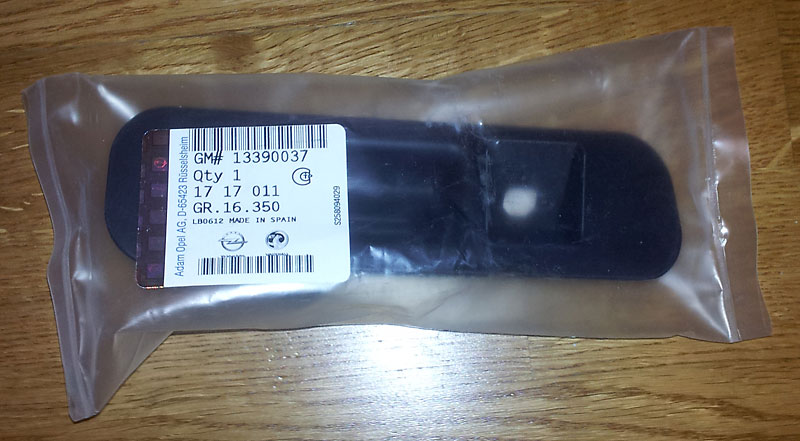 Adam Opel AG, D-65423 Rüsselsheim
GM# 13390037
Qty 1
17 17 011
GR.16.350
LB0612 MADE IN SPAIN
S258094029